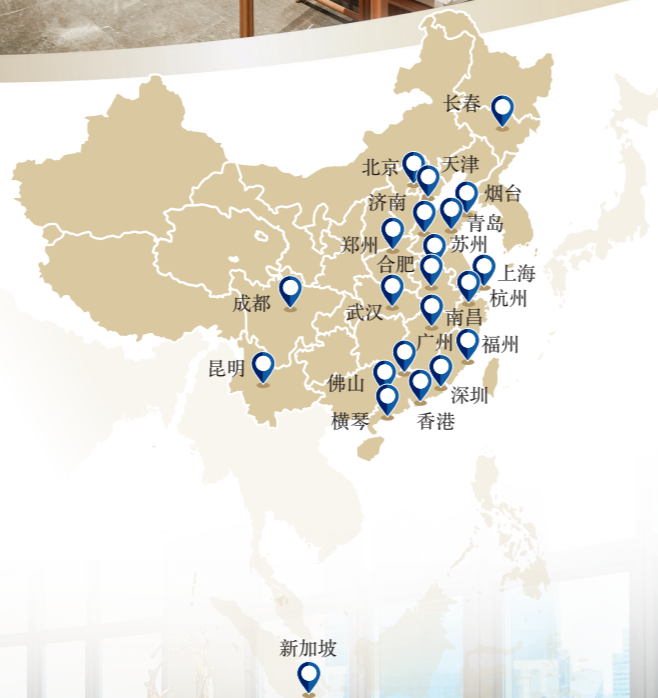 长春
北京
天津
烟台
济南
青岛
郑州
苏州
合肥
上海
杭州
成都
武汉
南昌
广州
福州
昆明
佛山
深圳
横琴
香港
新加坡